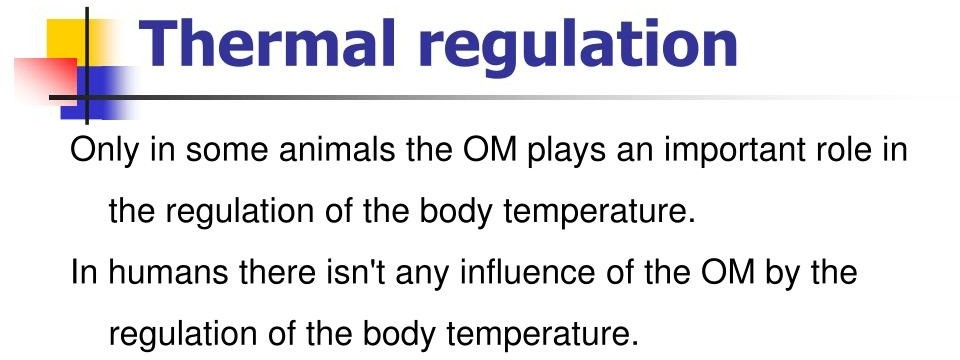 Thermal regulation
Only in some animals the OM plays an important role in
the regulation of the body temperature.
In humans there isn't any influence of the OM by the
regulation of the body temperature.